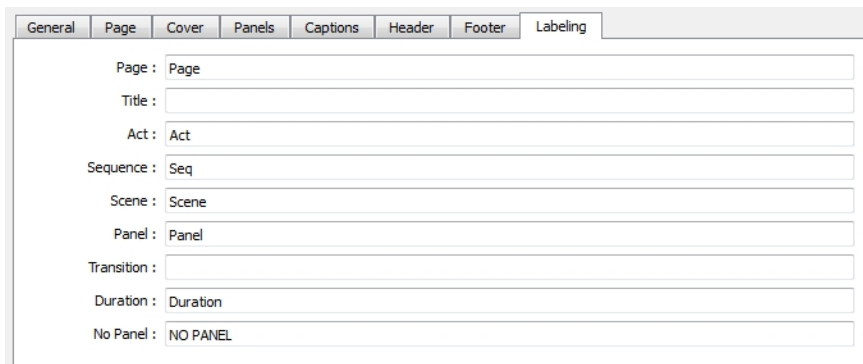 General Page Cover Panels Captions Header Footer Labeling
Page : Page
Title :
Act : Act
Sequence : Seq
Scene : Scene
Panel : Panel
Transition :
Duration : Duration
No Panel : NO PANEL